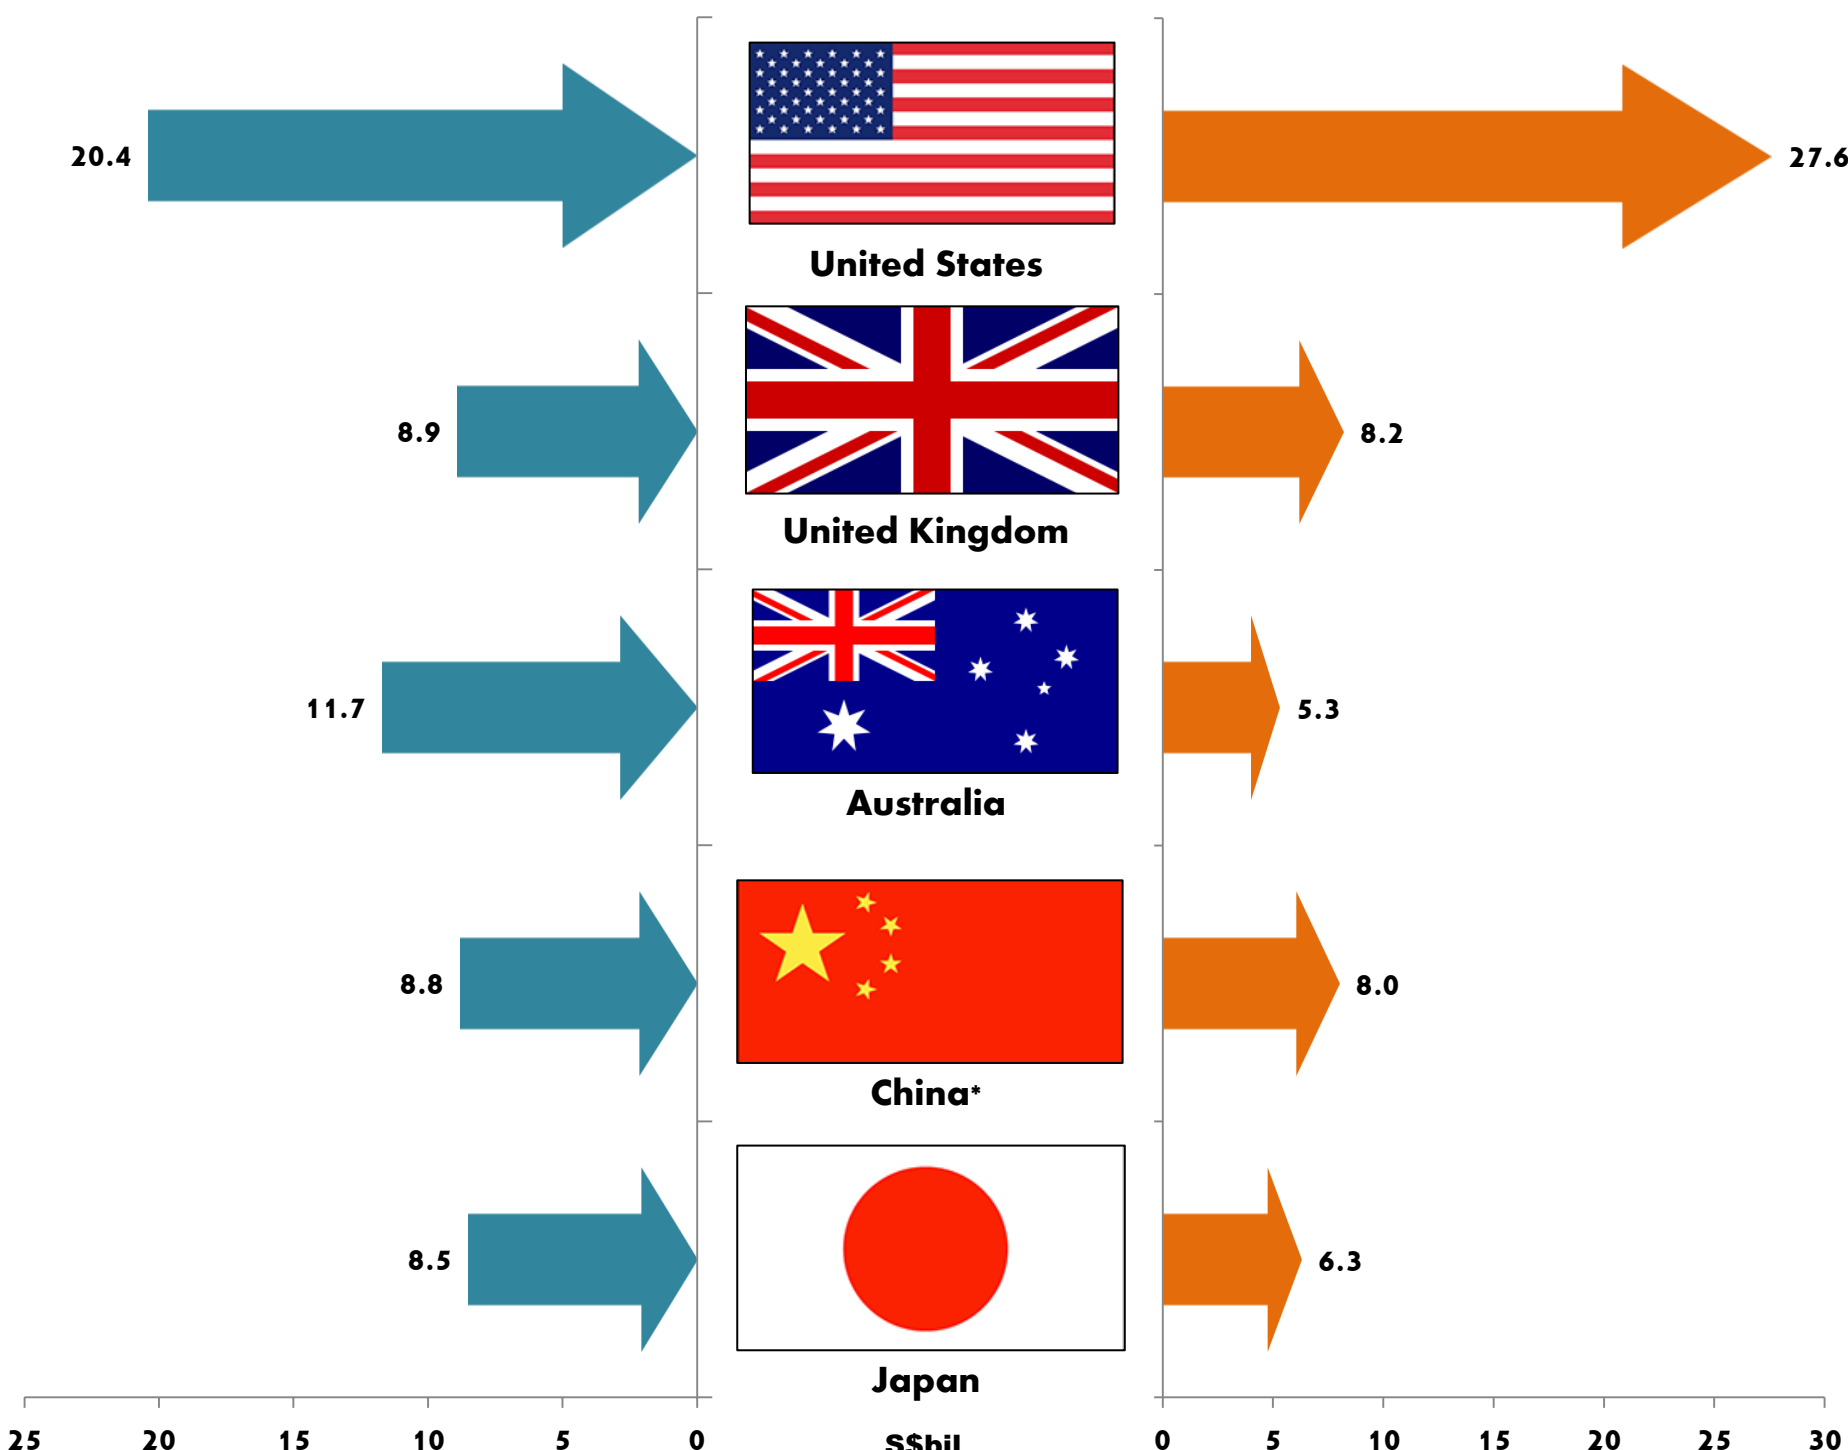 20.4
27.6
United States
8.9
8.2
United Kingdom
11.7
5.3
Australia
8.8
8.0
China*
8.5
6.3
Japan
25 20 15 10 5 0 S$bil 0 5 10 15 20 25 30